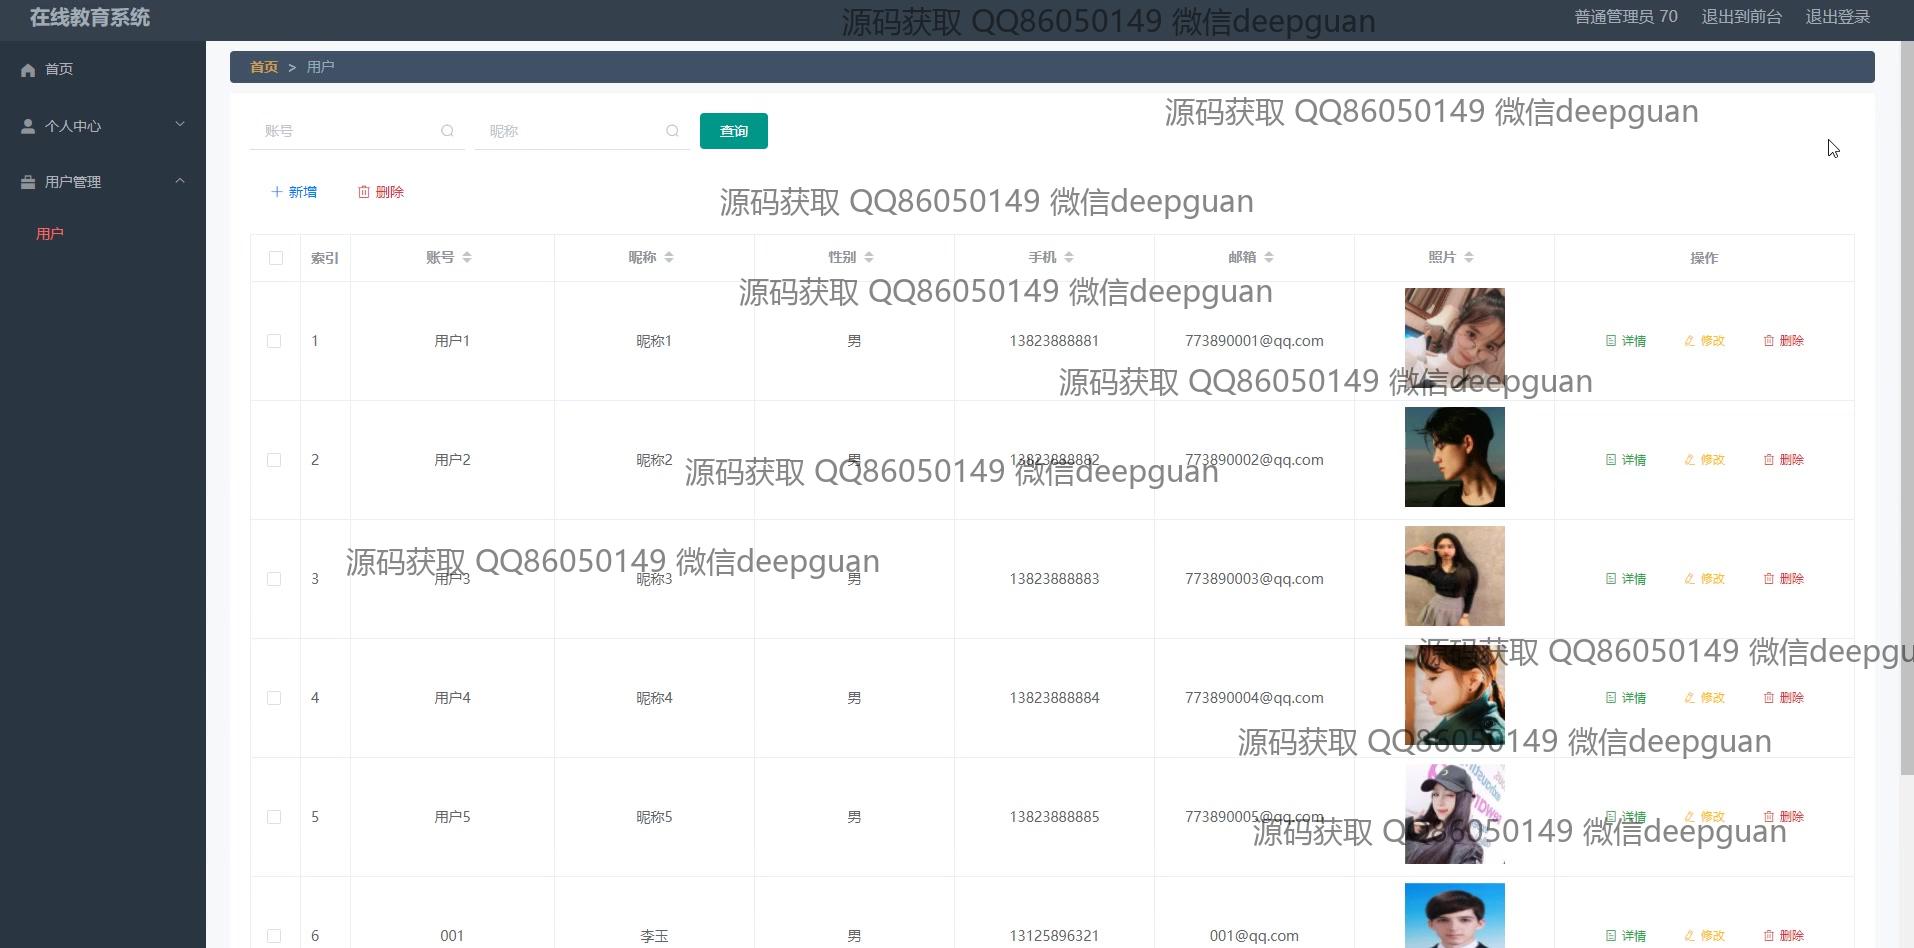 在线教育系统
源码获取 QQ86050149 微信deepguan
普通管理员 70 退出到前台 退出登录
首页
个人中心
用户管理
用户
首页 > 用户
源码获取 QQ86050149 微信deepguan
账号 昵称 查询
新增 删除
源码获取 QQ86050149 微信deepguan
索引 账号 昵称 性别 手机 邮箱 照片 操作
源码获取 QQ86050149 微信deepguan
1 用户1 昵称1 男 13823888881 773890001@qq.com 详情 修改 删除
源码获取 QQ86050149 微信deepguan
2 用户2 昵称2 男 13823888882 773890002@qq.com 详情 修改 删除
源码获取 QQ86050149 微信deepguan
源码获取 QQ86050149 微信deepguan
3 用户3 昵称3 男 13823888883 773890003@qq.com 详情 修改 删除
源码获取 QQ86050149 微信deepgu
4 用户4 昵称4 男 13823888884 773890004@qq.com 详情 修改 删除
源码获取 QQ86050149 微信deepguan
5 用户5 昵称5 男 13823888885 773890005@qq.com 详情 修改 删除
源码获取 QQ86050149 微信deepguan
6 001 李玉 男 13125896321 001@qq.com 详情 修改 删除